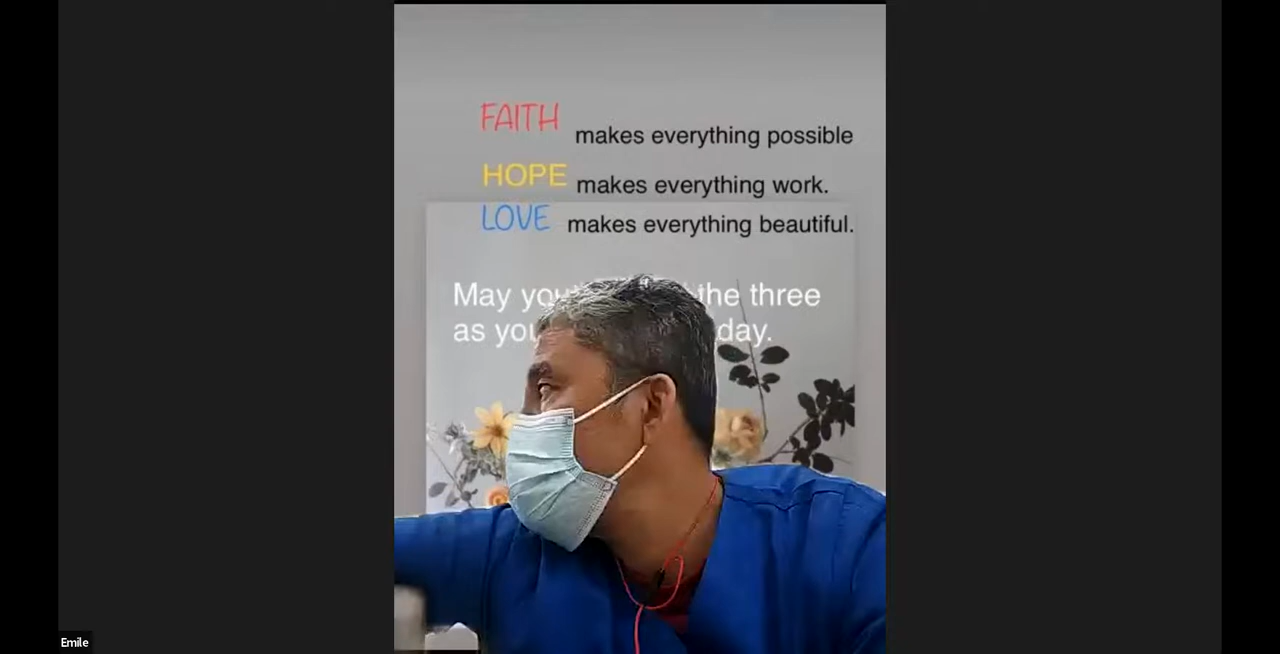 FAITH makes everything possible
HOPE makes everything work.
LOVE makes everything beautiful.
May you the three
as you day.
Emile